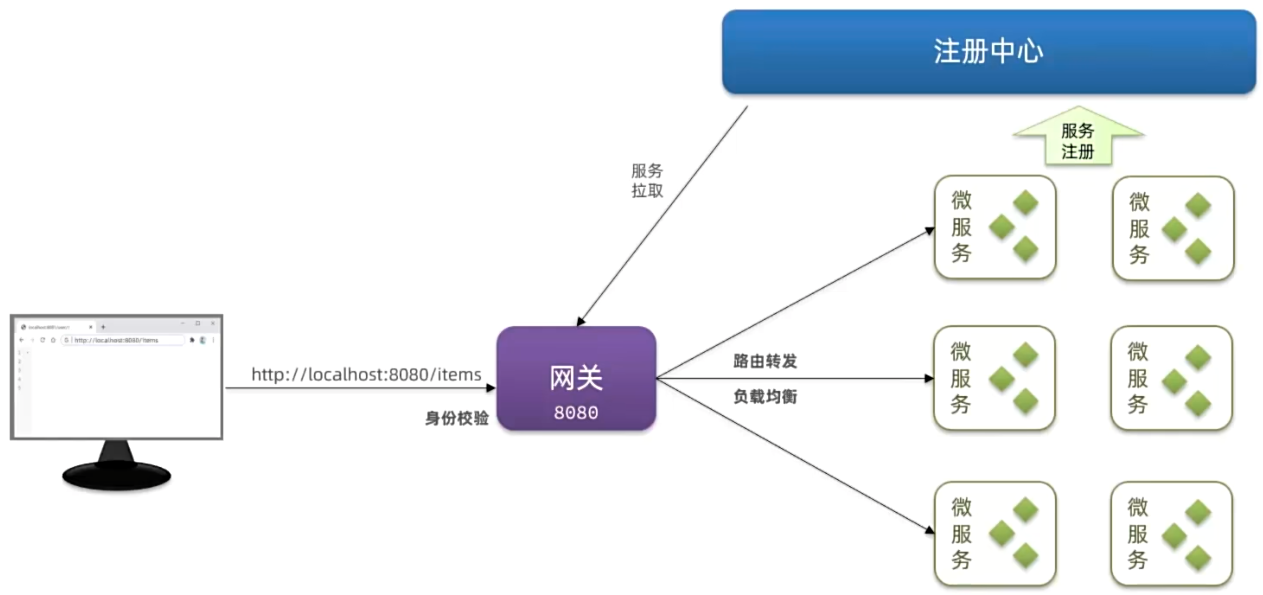 注册中心
服务
注册
服务
拉取
微
服
务
微
服
务
localhost:8080/items
http://localhost:8080/items
http://localhost:8080/items
身份校验
网关
8080
路由转发
负载均衡
微
服
务
微
服
务
微
服
务
微
服
务